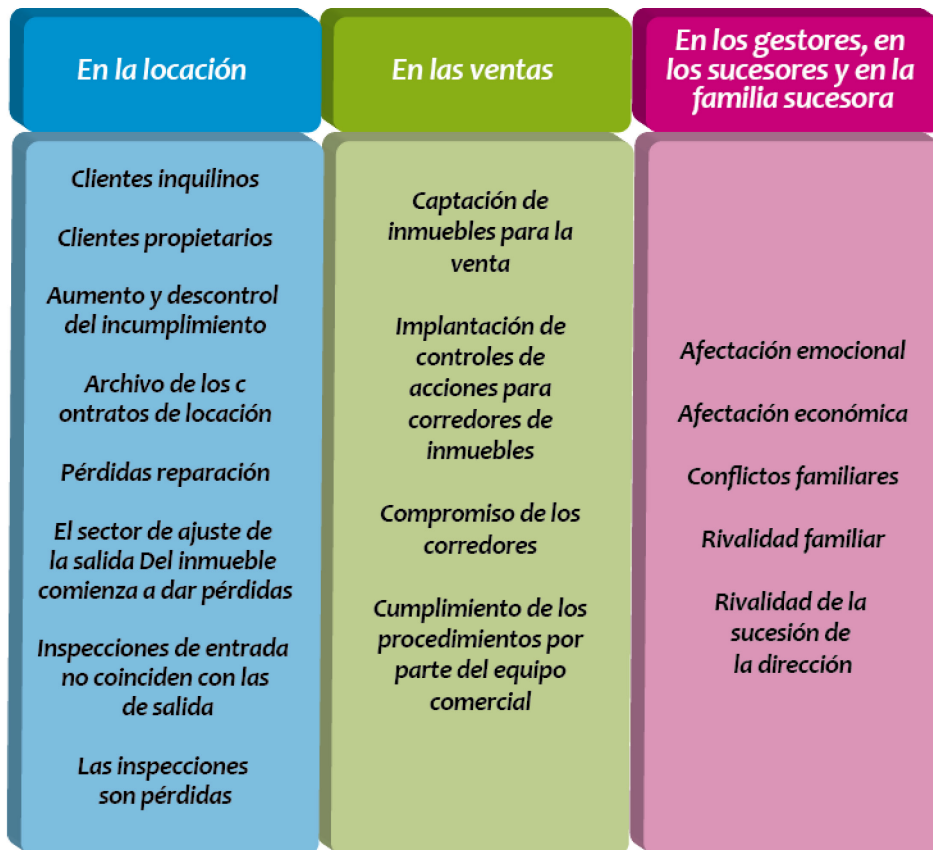 En la locación
Clientes inquilinos
Clientes propietarios
Aumento y descontrol
del incumplimiento
Archivo de los c
ontratos de locación
Pérdidas reparación
El sector de ajuste de
la salida Del inmueble
comienza a dar pérdidas
Inspecciones de entrada
no coinciden con las
de salida
Las inspecciones
son pérdidas
En las ventas
Captación de
inmuebles para la
venta
Implantación de
controles de
acciones para
corredores de
inmuebles
Compromiso de los
corredores
Cumplimiento de los
procedimientos por
parte del equipo
comercial
En los gestores, en
los sucesores y en la
familia sucesora
Afectación emocional
Afectación económica
Conflictos familiares
Rivalidad familiar
Rivalidad de la
sucesión de
la dirección